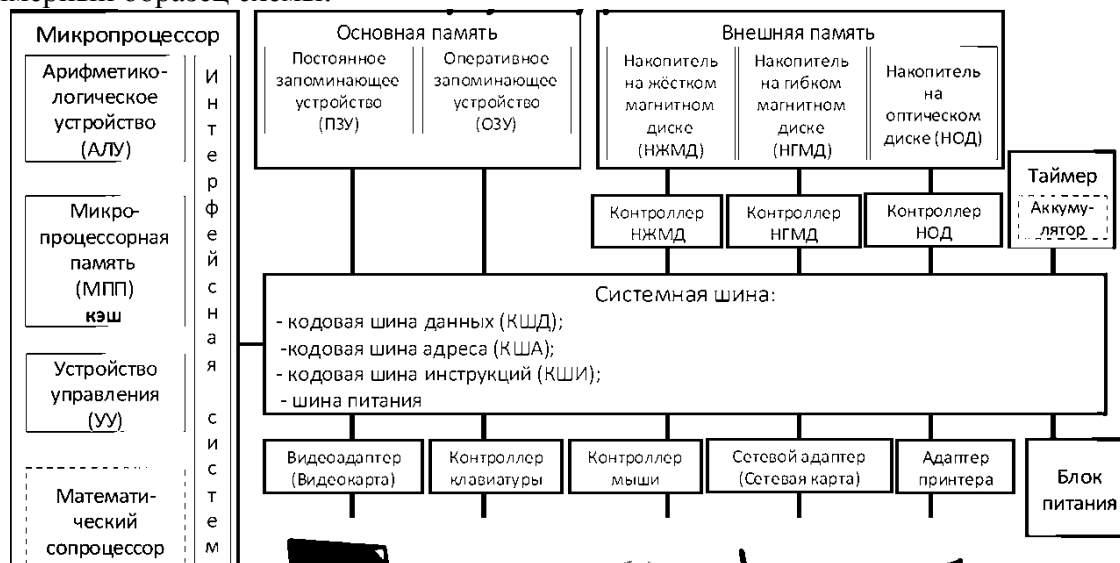 Микропроцессор
Арифметико-
логическое
устройство
(АЛУ)
Микро-
процессорная
память
(МПП)
кэш
Устройство
управления
(УУ)
Математи-
ческий
сопроцессор
Интерфейсная систем
Основная память
Постоянное
запоминающее
устройство
(ПЗУ)
Оперативное
запоминающее
устройство
(ОЗУ)
Внешняя память
Накопитель
на жёстком
магнитном
диске
(НЖМД)
Накопитель
на гибком
магнитном
диске
(НГМД)
Накопитель
на
оптическом
диске (НОД)
Контроллер
НЖМД
Контроллер
НГМД
Контроллер
НОД
Таймер
Аккуму-
лятор
Системная шина:
- кодовая шина данных (КШД);
-кодовая шина адреса (КША);
- кодовая шина инструкций (КШИ);
- шина питания
Видеоадаптер
(Видеокарта)
Контроллер
клавиатуры
Контроллер
мыши
Сетевой адаптер
(Сетевая карта)
Адаптер
принтера
Блок
питания